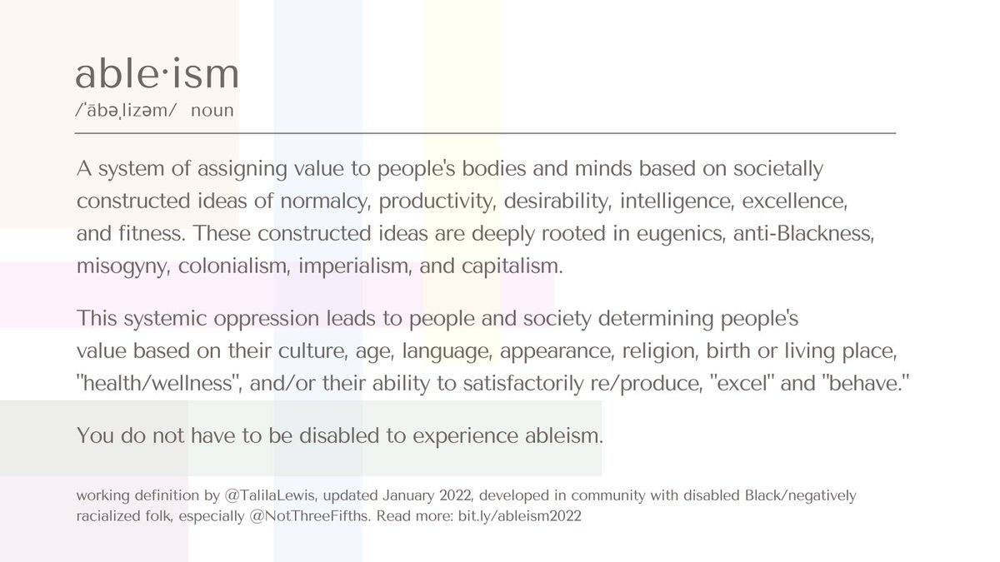 able·ism
/ˈābəˌlizəm/ noun
A system of assigning value to people's bodies and minds based on societally
constructed ideas of normalcy, productivity, desirability, intelligence, excellence,
and fitness. These constructed ideas are deeply rooted in eugenics, anti-Blackness,
misogyny, colonialism, imperialism, and capitalism.
This systemic oppression leads to people and society determining people's
value based on their culture, age, language, appearance, religion, birth or living place,
"health/wellness", and/or their ability to satisfactorily re/produce, "excel" and "behave."
You do not have to be disabled to experience ableism.
working definition by @TalilaLewis, updated January 2022, developed in community with disabled Black/negatively
racialized folk, especially @NotThreeFifths. Read more: bit.ly/ableism2022